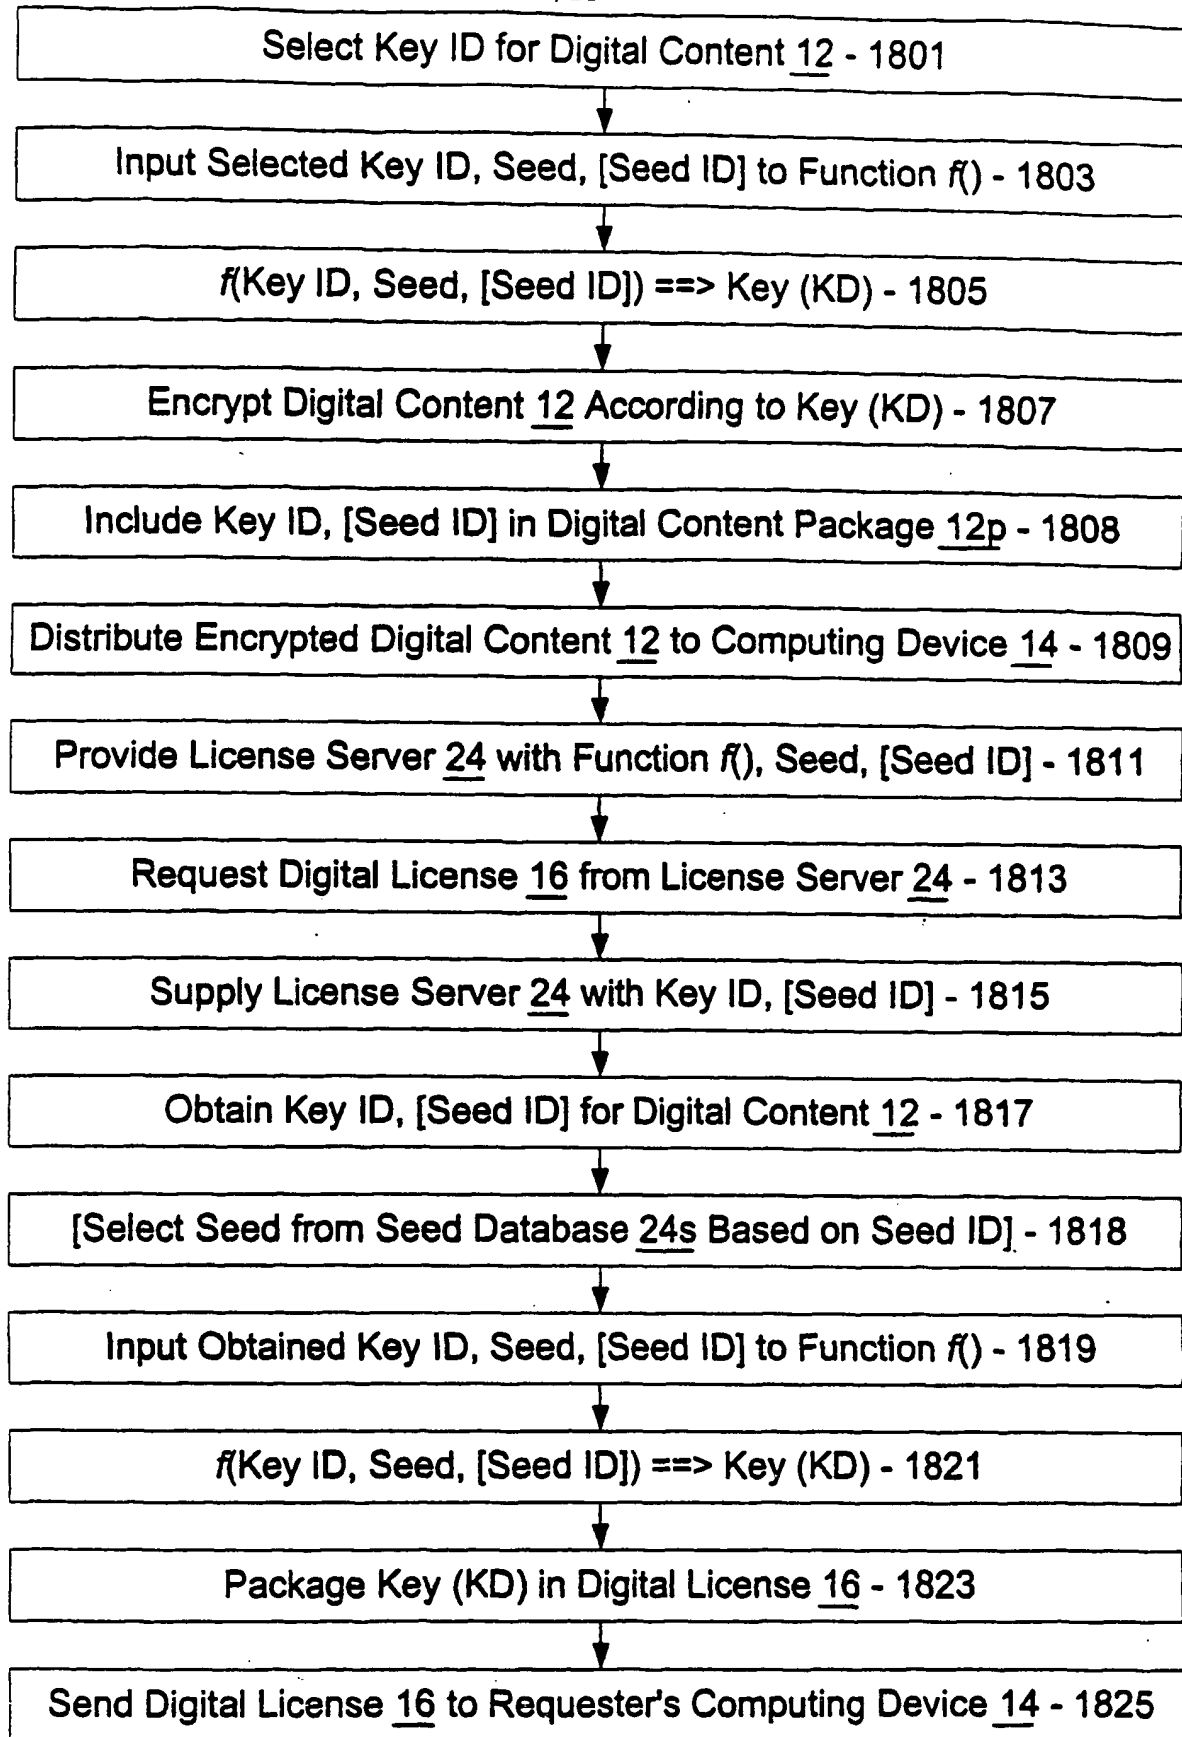 Select Key ID for Digital Content 12 - 1801
Input Selected Key ID, Seed, [Seed ID] to Function f() - 1803
f(Key ID, Seed, [Seed ID]) ==> Key (KD) - 1805
Encrypt Digital Content 12 According to Key (KD) - 1807
Include Key ID, [Seed ID] in Digital Content Package 12p - 1808
Distribute Encrypted Digital Content 12 to Computing Device 14 - 1809
Provide License Server 24 with Function f(), Seed, [Seed ID] - 1811
Request Digital License 16 from License Server 24 - 1813
Supply License Server 24 with Key ID, [Seed ID] - 1815
Obtain Key ID, [Seed ID] for Digital Content 12 - 1817
[Select Seed from Seed Database 24s Based on Seed ID] - 1818
Input Obtained Key ID, Seed, [Seed ID] to Function f() - 1819
f(Key ID, Seed, [Seed ID]) ==> Key (KD) - 1821
Package Key (KD) in Digital License 16 - 1823
Send Digital License 16 to Requester's Computing Device 14 - 1825